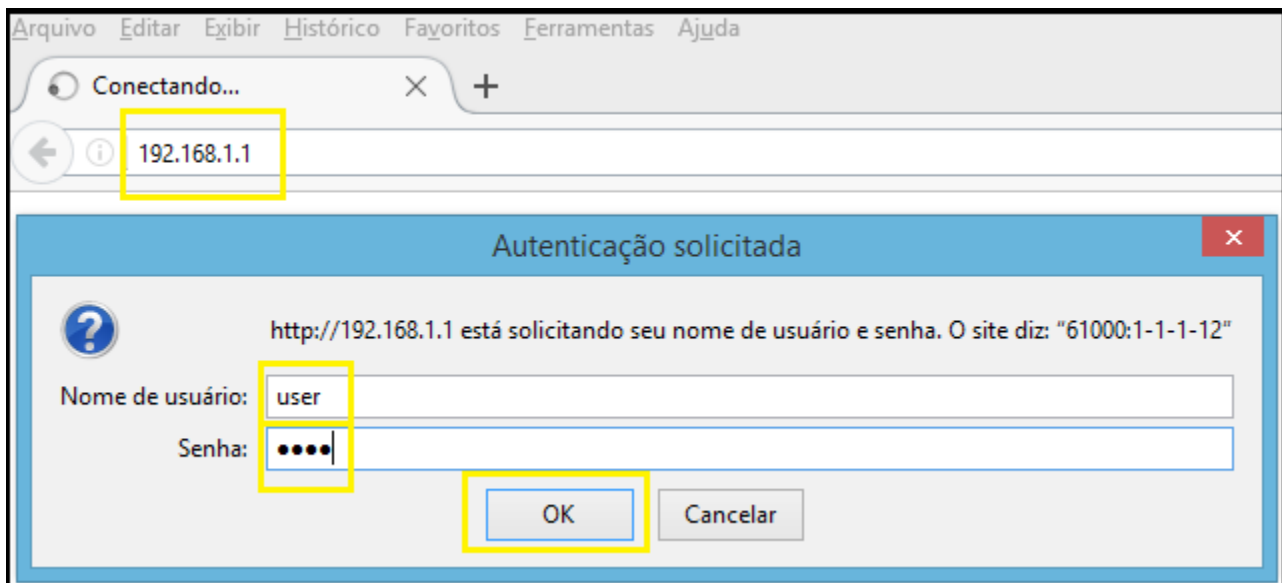 Arquivo Editar Exibir Histórico Favoritos Ferramentas Ajuda
Conectando...
192.168.1.1
Autenticação solicitada
http://192.168.1.1 está solicitando seu nome de usuário e senha. O site diz: “61000:1-1-1-12”
Nome de usuário: user
Senha: ••••
OK Cancelar